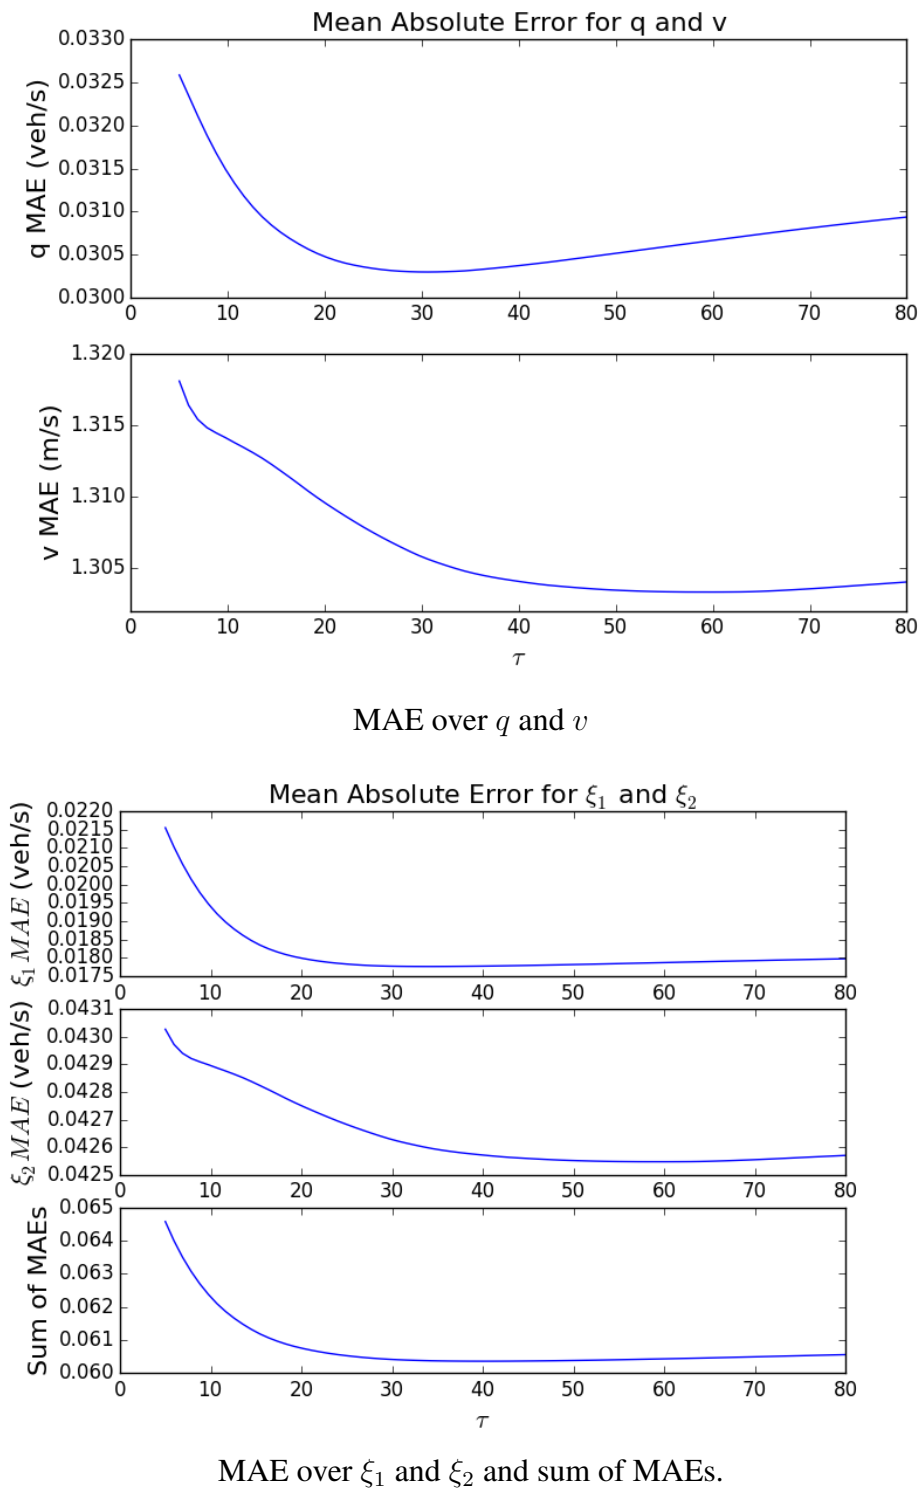 Mean Absolute Error for q and v
q MAE (veh/s)
0.0330
0.0325
0.0320
0.0315
0.0310
0.0305
0.0300
0 10 20 30 40 50 60 70 80
v MAE (m/s)
1.320
1.315
1.310
1.305
0 10 20 30 40 50 60 70 80
τ
MAE over q and v
Mean Absolute Error for ξ₁ and ξ₂
ξ₁ MAE (veh/s)
0.0220
0.0215
0.0210
0.0205
0.0200
0.0195
0.0190
0.0185
0.0180
0.0175
0 10 20 30 40 50 60 70 80
ξ₂ MAE (veh/s)
0.0431
0.0430
0.0429
0.0428
0.0427
0.0426
0.0425
0 10 20 30 40 50 60 70 80
Sum of MAEs
0.065
0.064
0.063
0.062
0.061
0.060
0 10 20 30 40 50 60 70 80
τ
MAE over ξ₁ and ξ₂ and sum of MAEs.